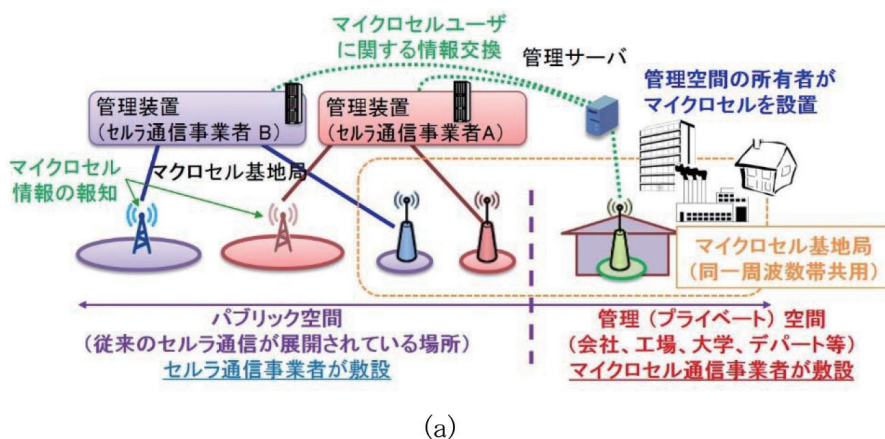 マイクロセルユーザ
に関する情報交換
管理サーバ
管理空間の所有者が
マイクロセルを設置
管理装置
（セルラ通信事業者 B）
管理装置
（セルラ通信事業者A）
マイクロセル
情報の報知
マクロセル基地局
マイクロセル基地局
（同一周波数帯共用）
パブリック空間
（従来のセルラ通信が展開されている場所）
セルラ通信事業者が敷設
管理（プライベート）空間
（会社、工場、大学、デパート等）
マイクロセル通信事業者が敷設
(a)